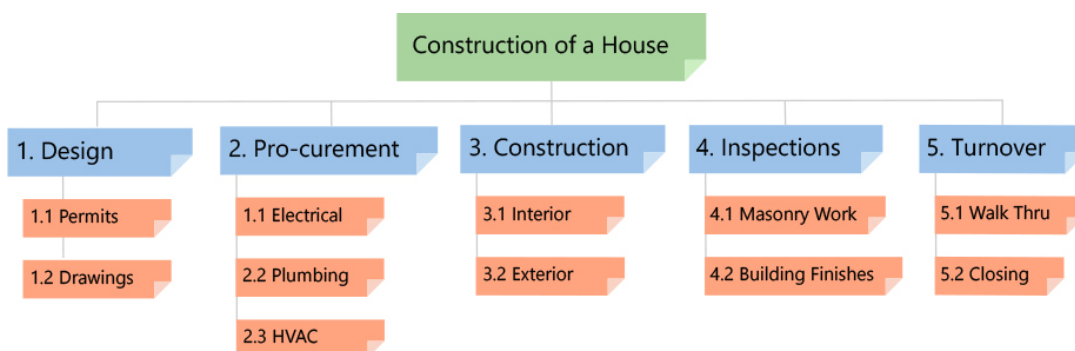 Construction of a House
1. Design
2. Pro-curement
3. Construction
4. Inspections
5. Turnover
1.1 Permits
1.1 Electrical
3.1 Interior
4.1 Masonry Work
5.1 Walk Thru
1.2 Drawings
2.2 Plumbing
3.2 Exterior
4.2 Building Finishes
5.2 Closing
2.3 HVAC